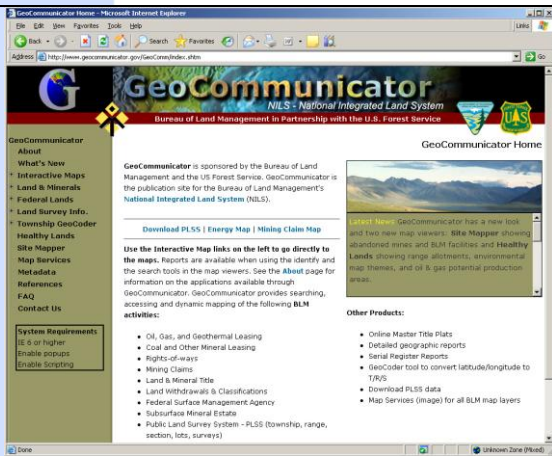 GeoCommunicator Home - Microsoft Internet Explorer
File Edit View Favorites Tools Help
Links
Back
Search
Favorites
Address
http://www.geocommunicator.gov/GeoComm/index.shtm
Go
G
GeoCommunicator
NILS - National Integrated Land System
Bureau of Land Management in Partnership with the U.S. Forest Service
GeoCommunicator Home
GeoCommunicator
About
What's New
Interactive Maps
Land & Minerals
Federal Lands
Land Survey Info.
Township GeoCoder
Healthy Lands
Site Mapper
Map Services
Metadata
References
FAQ
Contact Us
System Requirements
IE 6 or higher
Enable popups
Enable Scripting
GeoCommunicator is sponsored by the Bureau of Land
Management and the US Forest Service. GeoCommunicator is
the publication site for the Bureau of Land Management's
National Integrated Land System (NILS).
Download PLSS | Energy Map | Mining Claim Map
Use the Interactive Map links on the left to go directly to
the maps. Reports are available when using the identify and
the search tools in the map viewers. See the About page for
information on the applications available through
GeoCommunicator. GeoCommunicator provides searching,
accessing and dynamic mapping of the following BLM
activities:
• Oil, Gas, and Geothermal Leasing
• Coal and Other Mineral Leasing
• Rights-of-ways
• Mining Claims
• Land & Mineral Title
• Land Withdrawals & Classifications
• Federal Surface Management Agency
• Subsurface Mineral Estate
• Public Land Survey System - PLSS (township, range,
section, lots, surveys)
Latest News GeoCommunicator has a new look
and two new map viewers: Site Mapper showing
abandoned mines and BLM facilities and Healthy
Lands showing range allotments, environmental
map themes, and oil & gas potential production
areas.
Other Products:
• Online Master Title Plats
• Detailed geographic reports
• Serial Register Reports
• GeoCoder tool to convert latitude/longitude to
T/R/S
• Download PLSS data
• Map Services (image) for all BLM map layers
Done
Unknown Zone (Mixed)